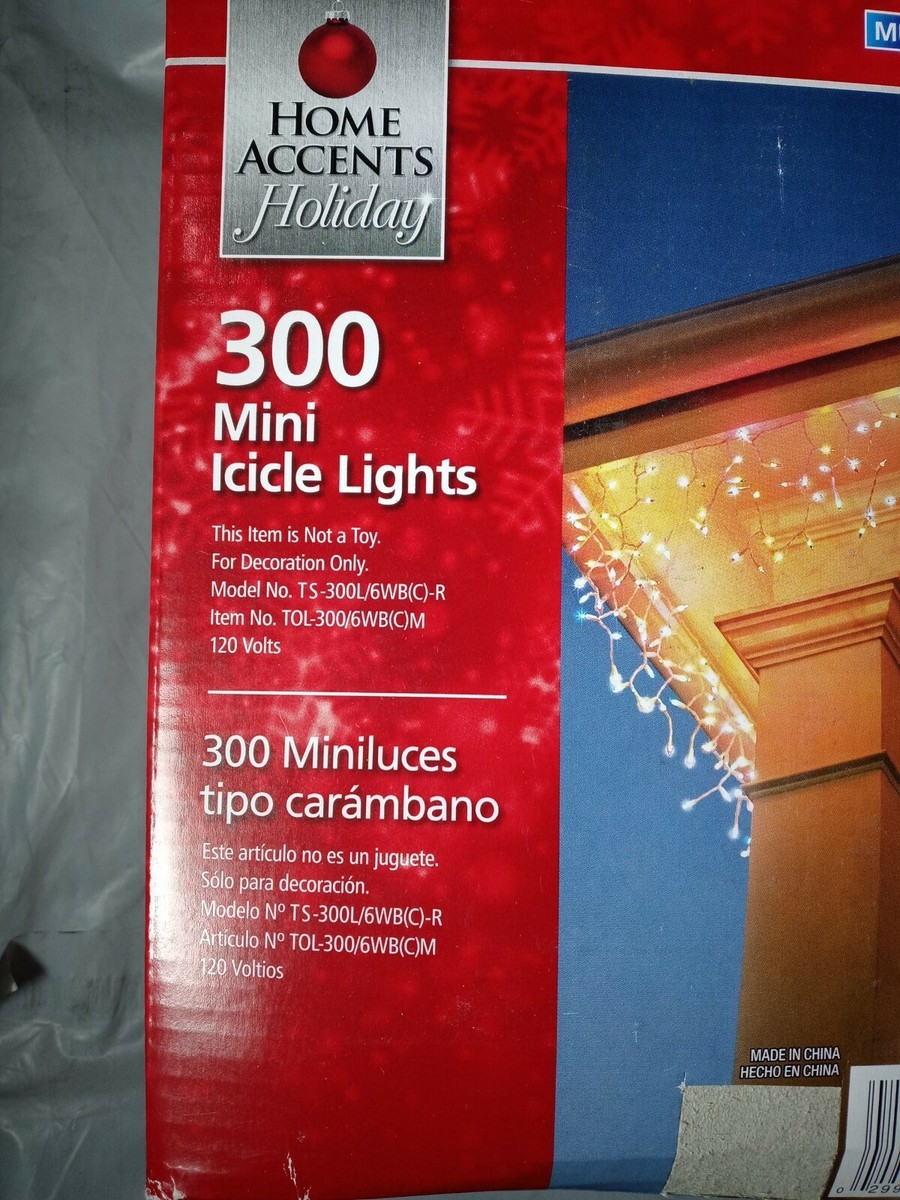 HOME
ACCENTS
Holiday
300
Mini
Icicle Lights
This Item is Not a Toy.
For Decoration Only.
Model No. TS-300L/6WB(C)-R
Item No. TOL-300/6WB(C)M
120 Volts
300 Miniluces
tipo carámbano
Este artículo no es un juguete.
Sólo para decoración.
Modelo Nº TS-300L/6WB(C)-R
Artículo Nº TOL-300/6WB(C)M
120 Voltios
MADE IN CHINA
HECHO EN CHINA